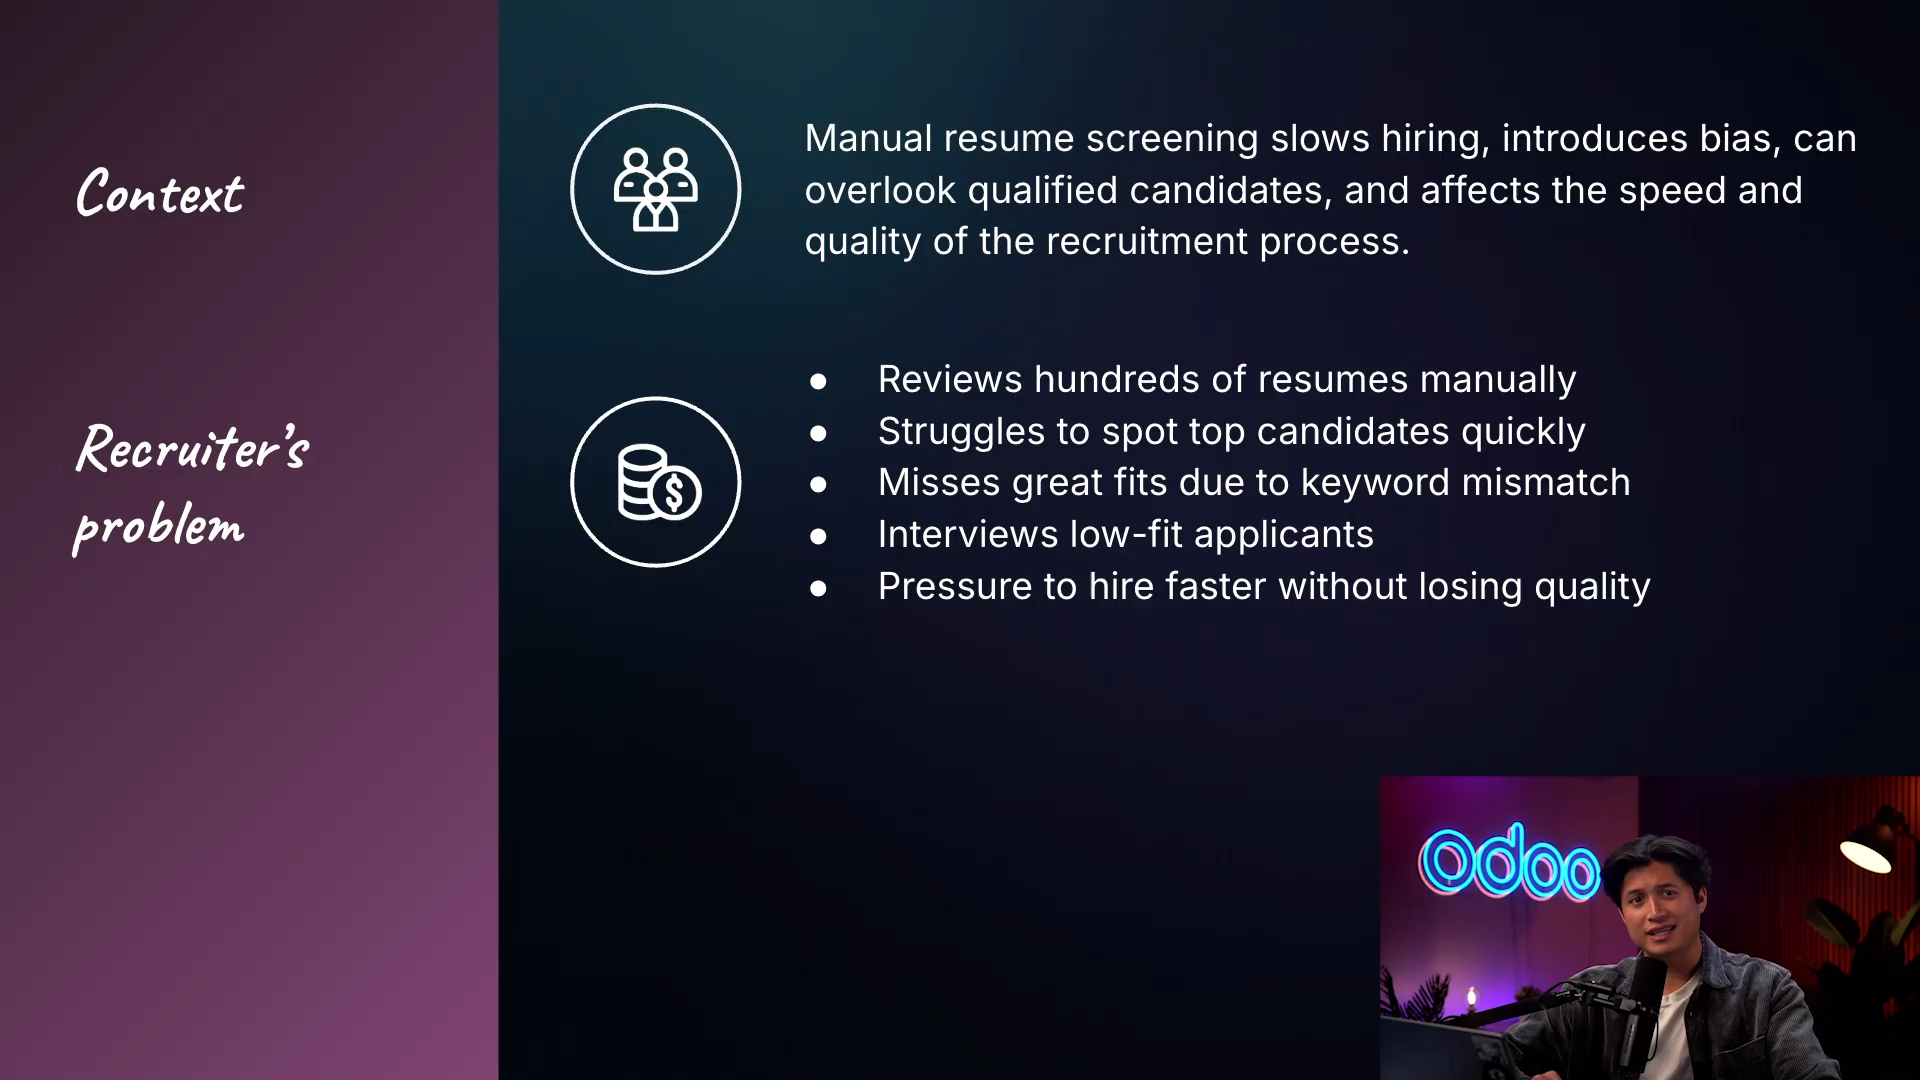 Context
Manual resume screening slows hiring, introduces bias, can
overlook qualified candidates, and affects the speed and
quality of the recruitment process.
Recruiter's
problem
● Reviews hundreds of resumes manually
● Struggles to spot top candidates quickly
● Misses great fits due to keyword mismatch
● Interviews low-fit applicants
● Pressure to hire faster without losing quality
$
odoo